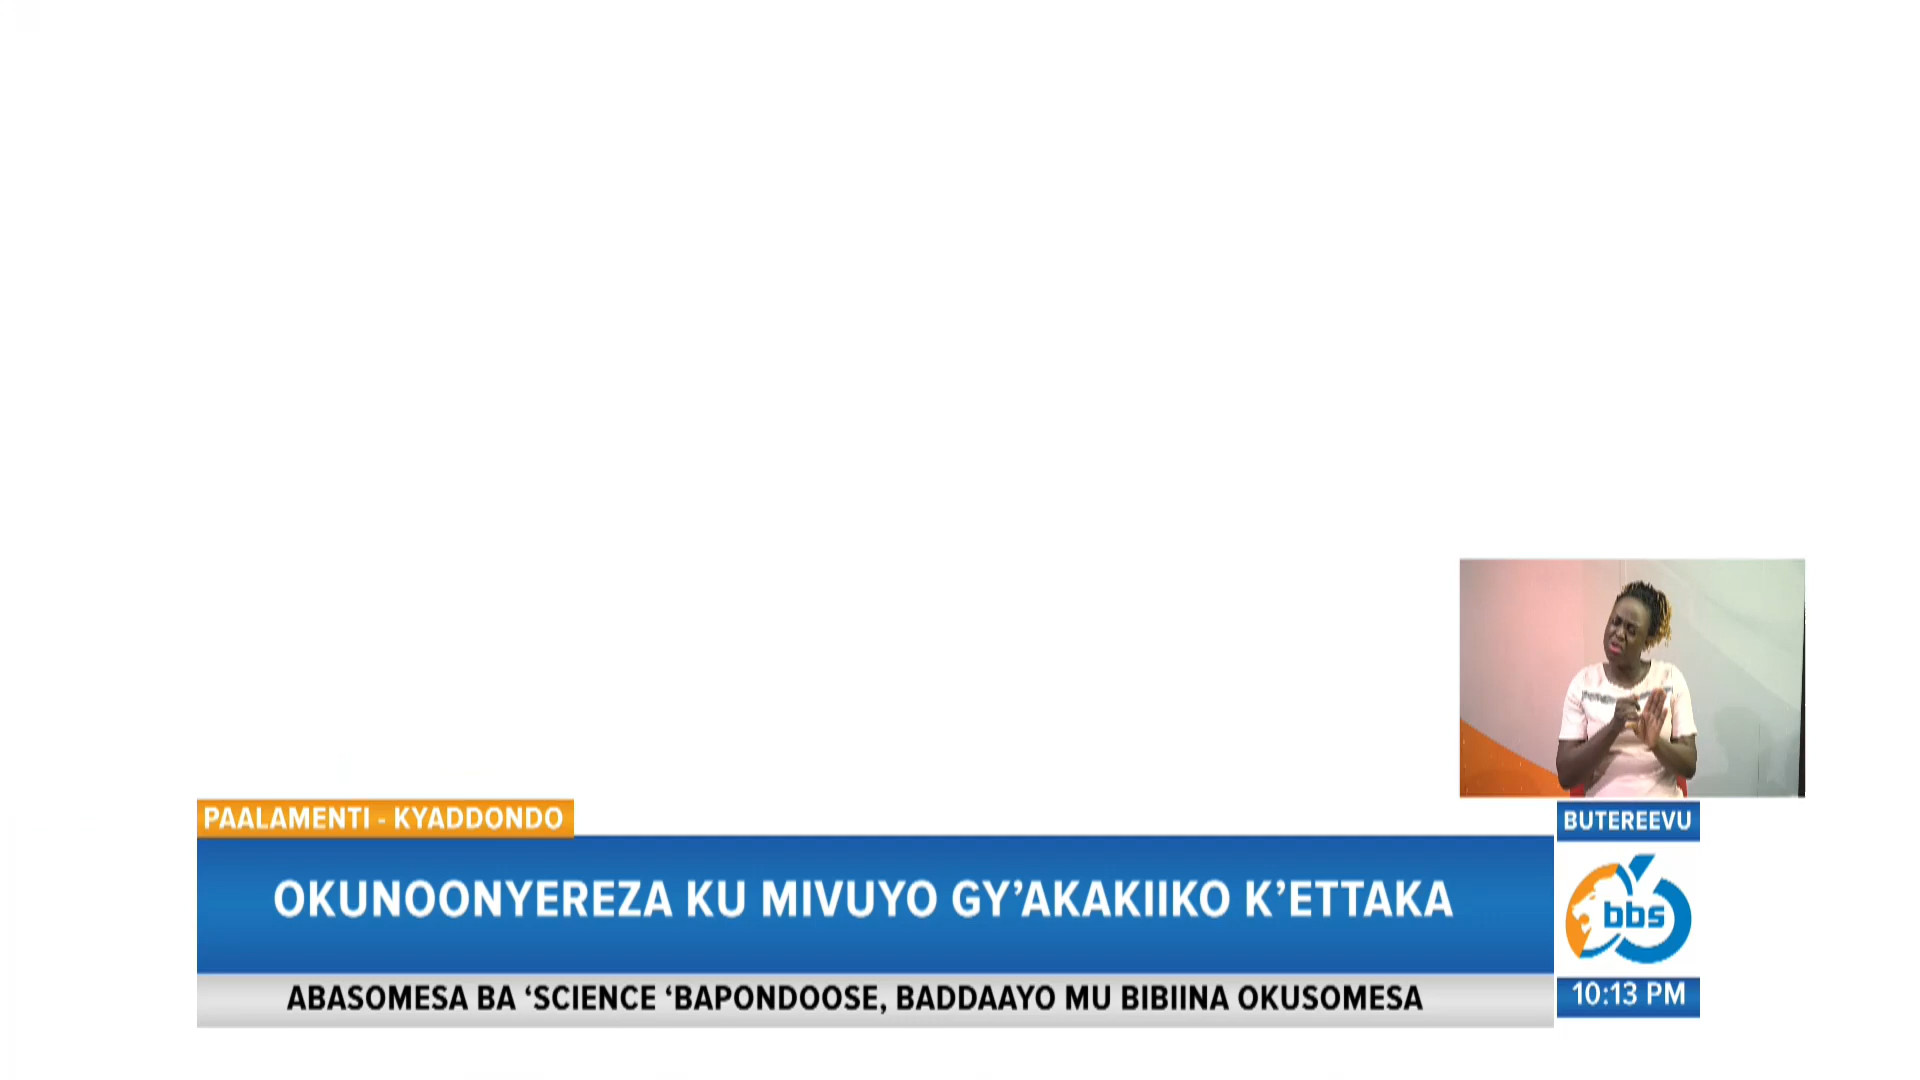 PAALAMENTI - KYADDONDO
BUTEREEVU
OKUNOONYEREZA KU MIVUYO GY’AKAKIIKO K’ETTAKA
bbs
ABASOMESA BA ‘SCIENCE ‘BAPONDOOSE, BADDAAYO MU BIBIINA OKUSOMESA
10:13 PM